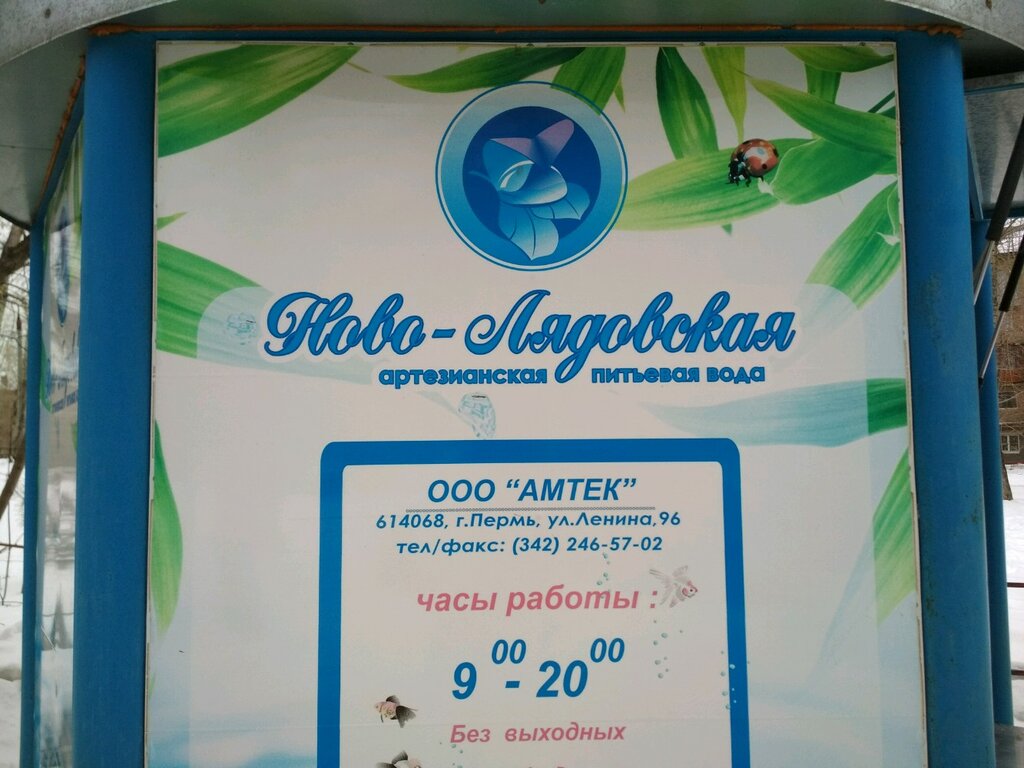 Ново-Лядовская
артезианская питьевая вода
ООО "АМТЕК"
614068, г.Пермь, ул.Ленина,96
тел/факс: (342) 246-57-02
часы работы :
9 00 - 20 00
Без выходных